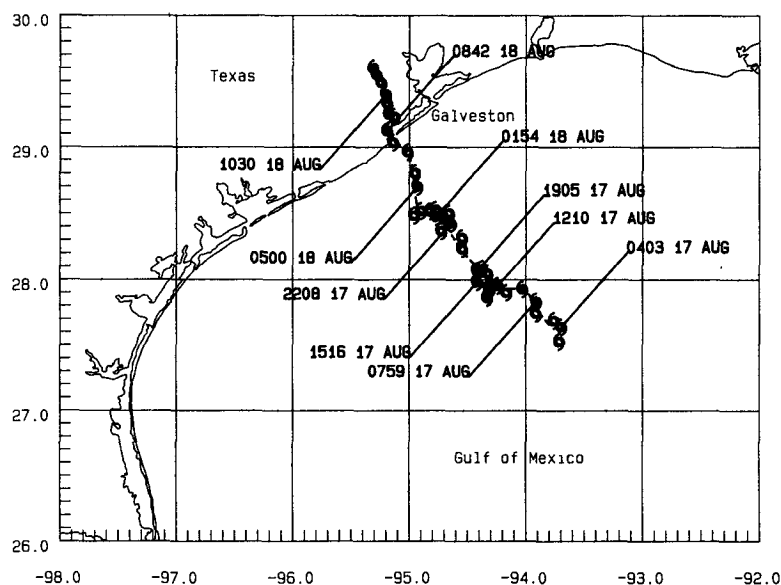 30.0
0842 18 AUG
Texas
Galveston
0154 18 AUG
29.0
1030 18 AUG
1905 17 AUG
1210 17 AUG
0500 18 AUG
0403 17 AUG
28.0
2208 17 AUG
1516 17 AUG
0759 17 AUG
27.0
Gulf of Mexico
26.0
-98.0 -97.0 -96.0 -95.0 -94.0 -93.0 -92.0